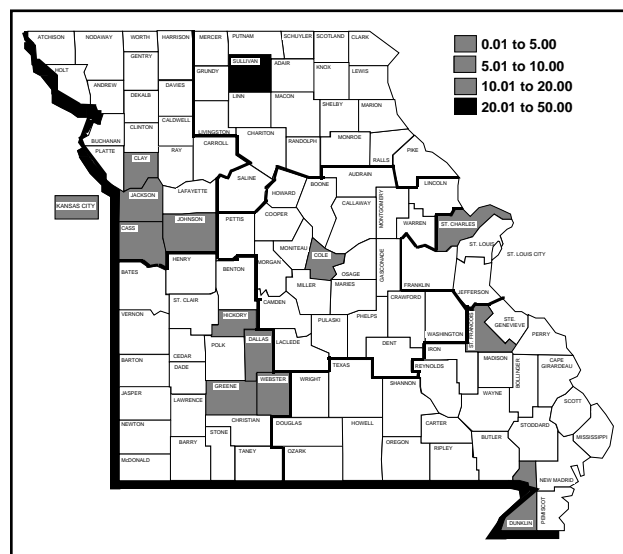 ATCHISON NODAWAY WORTH HARRISON MERCER PUTNAM SCHUYLER SCOTLAND CLARK
0.01 to 5.00
5.01 to 10.00
10.01 to 20.00
20.01 to 50.00
HOLT GENTRY SULLIVAN ADAIR KNOX LEWIS
ANDREW DEKALB DAVIES GRUNDY LINN MACON SHELBY MARION
BUCHANAN CLINTON CALDWELL LIVINGSTON CHARITON RANDOLPH MONROE RALLS PIKE
PLATTE CLAY RAY CARROLL
KANSAS CITY JACKSON LAFAYETTE SALINE HOWARD BOONE AUDRAIN LINCOLN
CASS JOHNSON PETTIS COOPER CALLAWAY MONTGOMERY WARREN ST. CHARLES
ST. LOUIS ST. LOUIS CITY
BATES HENRY BENTON MORGAN MONITEAU COLE OSAGE GASCONADE FRANKLIN JEFFERSON
VERNON ST. CLAIR HICKORY CAMDEN MILLER MARIES CRAWFORD WASHINGTON ST. FRANCOIS STE. GENEVIEVE PERRY
BARTON CEDAR POLK DALLAS LACLEDE PULASKI PHELPS DENT IRON MADISON BOLLINGER CAPE GIRARDEAU
DADE GREENE WEBSTER WRIGHT TEXAS SHANNON REYNOLDS WAYNE SCOTT
JASPER LAWRENCE
NEWTON CHRISTIAN DOUGLAS HOWELL OREGON CARTER BUTLER STODDARD MISSISSIPPI
McDONALD BARRY STONE TANEY OZARK RIPLEY NEW MADRID
DUNKLIN PEMISCOT